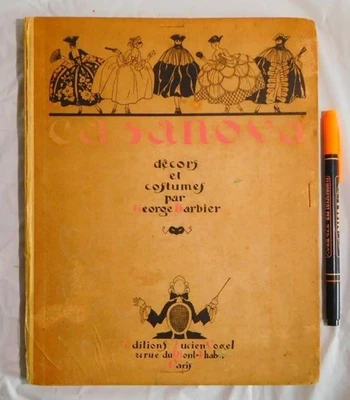 casanova
décors
et
costumes
par
George Barbier
Editions Lucien Vogel
rue du Mont-Thabor
Paris